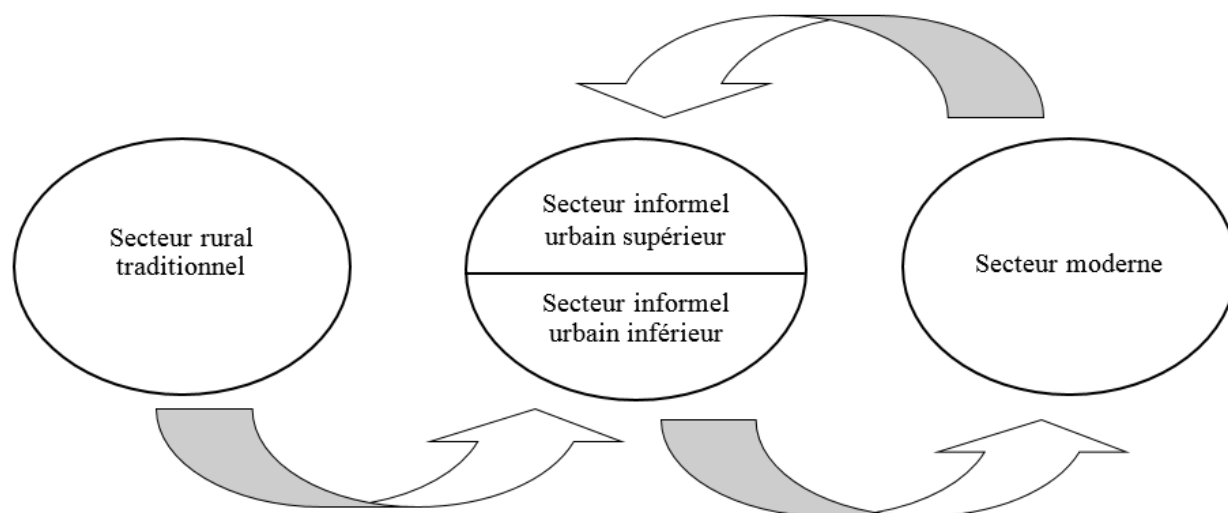 Secteur rural
traditionnel
Secteur informel
urbain supérieur
Secteur informel
urbain inférieur
Secteur moderne